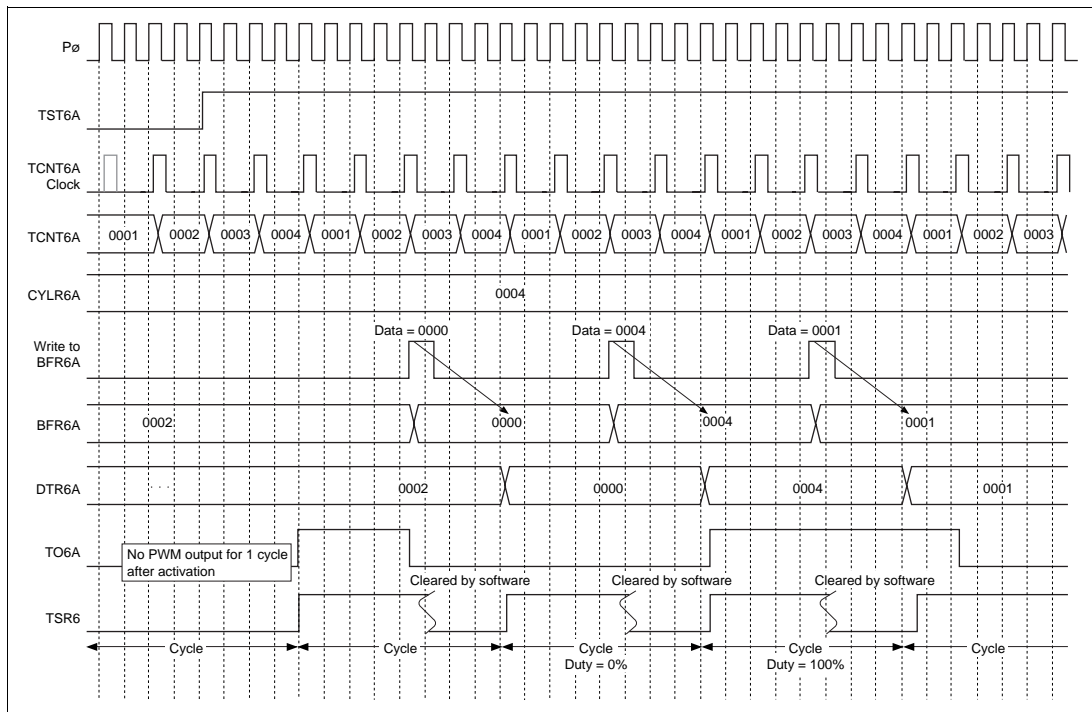 Pø
TST6A
TCNT6A
Clock
TCNT6A 0001 0002 0003 0004 0001 0002 0003 0004 0001 0002 0003 0004 0001 0002 0003 0004 0001 0002 0003
CYLR6A 0004
Data = 0000 Data = 0004 Data = 0001
Write to
BFR6A
BFR6A 0002 0000 0004 0001
DTR6A . . . 0002 0000 0004 0001
TO6A
No PWM output for 1 cycle
after activation
Cleared by software Cleared by software Cleared by software
TSR6
Cycle Cycle Cycle Cycle Cycle
Duty = 0% Duty = 100%